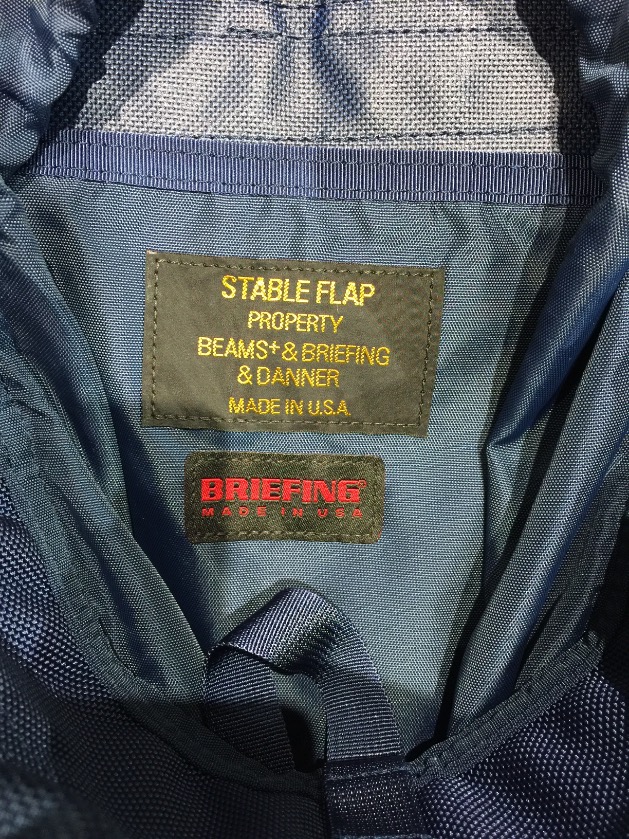 STABLE FLAP
PROPERTY
BEAMS+ & BRIEFING
& DANNER
MADE IN U.S.A.
BRIEFING®
MADE IN USA